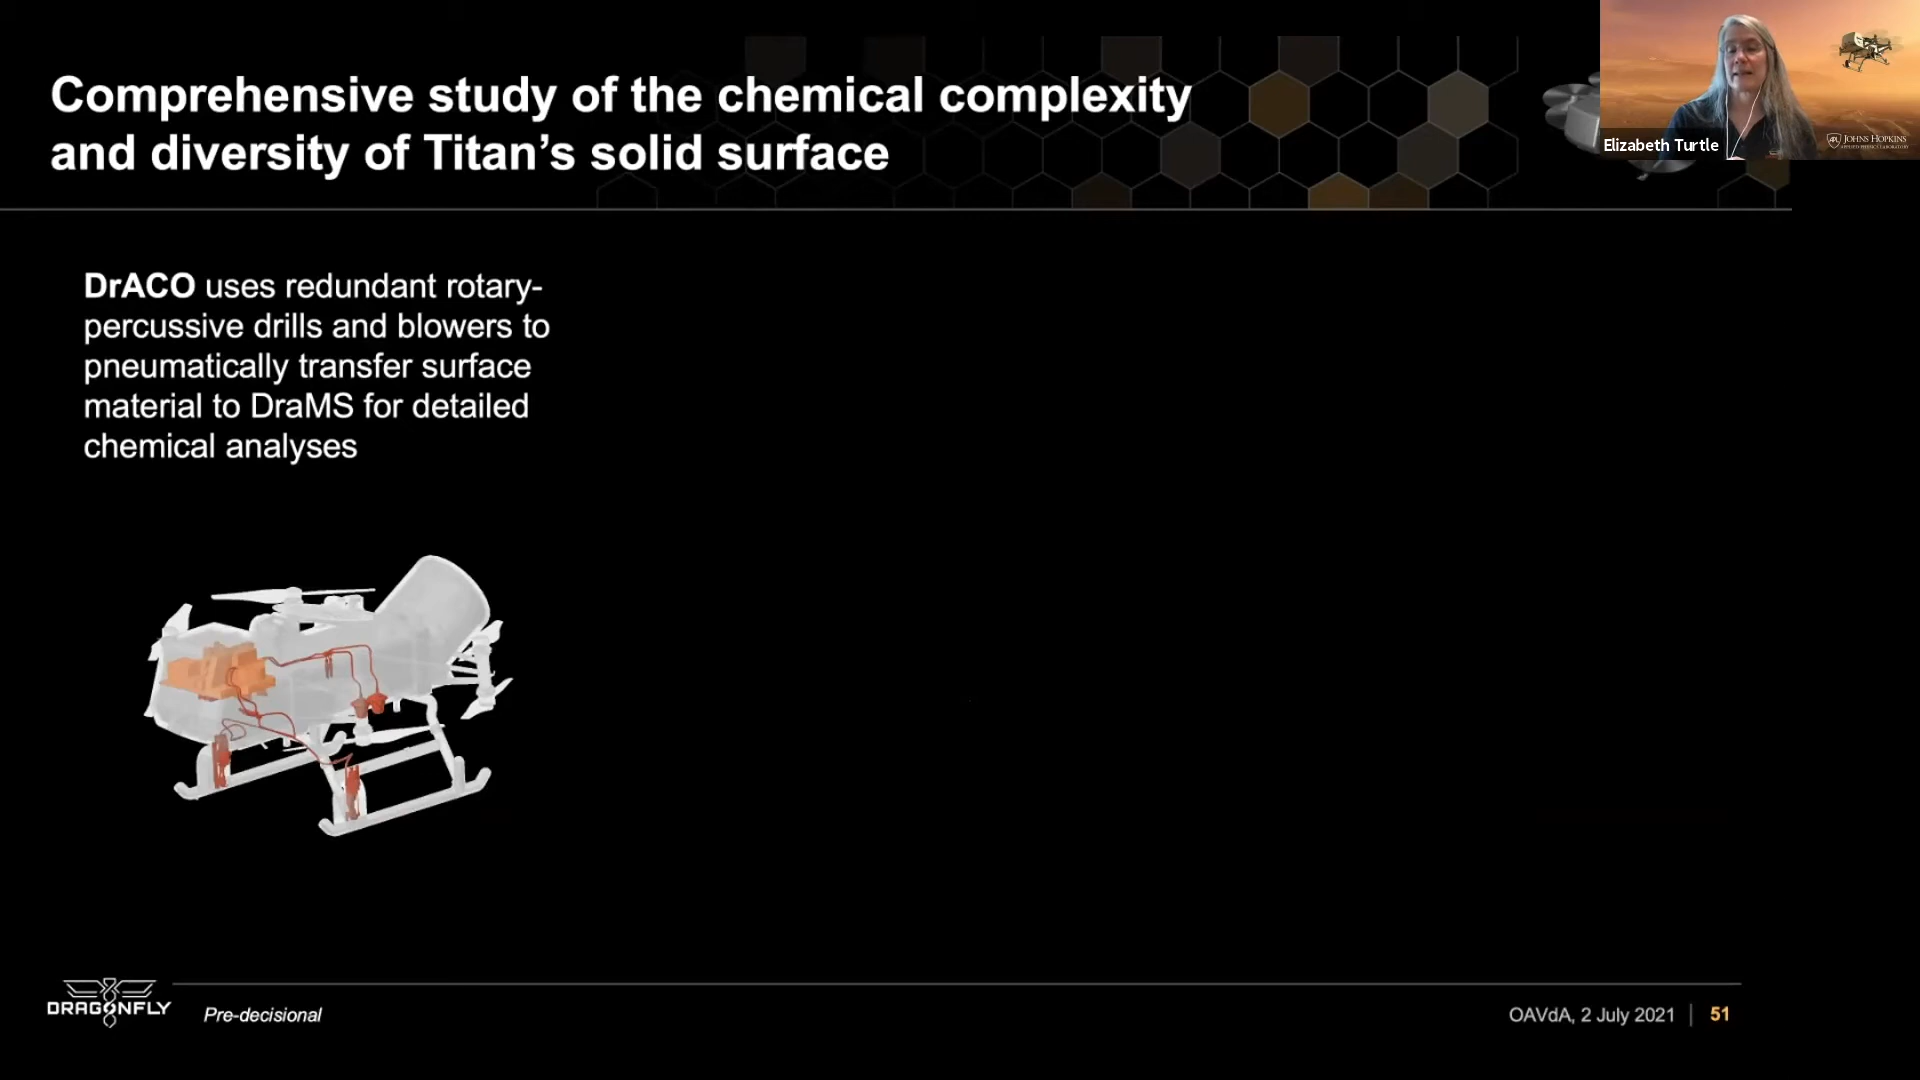 Comprehensive study of the chemical complexity
and diversity of Titan’s solid surface
Elizabeth Turtle
JOHNS HOPKINS
DrACO uses redundant rotary-
percussive drills and blowers to
pneumatically transfer surface
material to DraMS for detailed
chemical analyses
DRAGONFLY
Pre-decisional
OAVdA, 2 July 2021 | 51